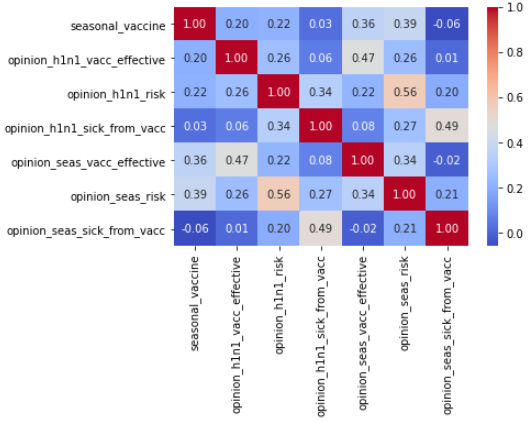 seasonal_vaccine 1.00 0.20 0.22 0.03 0.36 0.39 -0.06
opinion_h1n1_vacc_effective 0.20 1.00 0.26 0.06 0.47 0.26 0.01
opinion_h1n1_risk 0.22 0.26 1.00 0.34 0.22 0.56 0.20
opinion_h1n1_sick_from_vacc 0.03 0.06 0.34 1.00 0.08 0.27 0.49
opinion_seas_vacc_effective 0.36 0.47 0.22 0.08 1.00 0.34 -0.02
opinion_seas_risk 0.39 0.26 0.56 0.27 0.34 1.00 0.21
opinion_seas_sick_from_vacc -0.06 0.01 0.20 0.49 -0.02 0.21 1.00
seasonal_vaccine
opinion_h1n1_vacc_effective
opinion_h1n1_risk
opinion_h1n1_sick_from_vacc
opinion_seas_vacc_effective
opinion_seas_risk
opinion_seas_sick_from_vacc
1.0
0.8
0.6
0.4
0.2
0.0